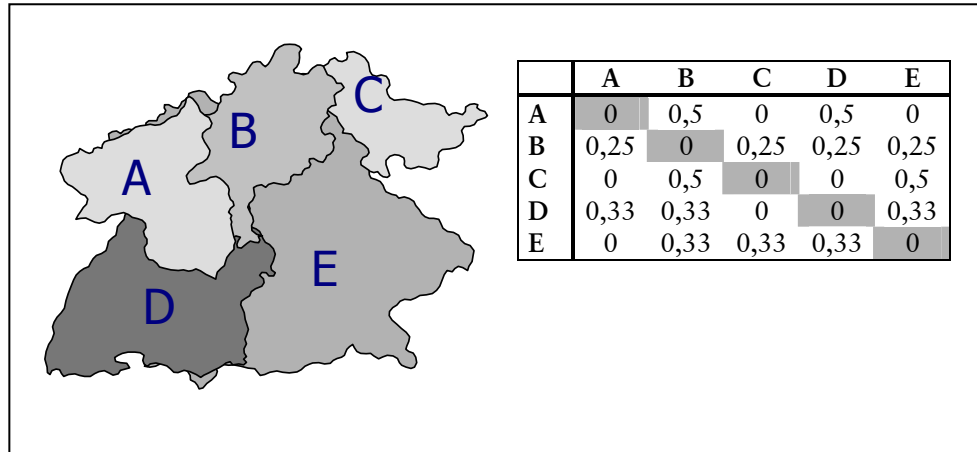 A
B
C
D
E
A B C D E
A 0 0,5 0 0,5 0
B 0,25 0 0,25 0,25 0,25
C 0 0,5 0 0 0,5
D 0,33 0,33 0 0 0,33
E 0 0,33 0,33 0,33 0